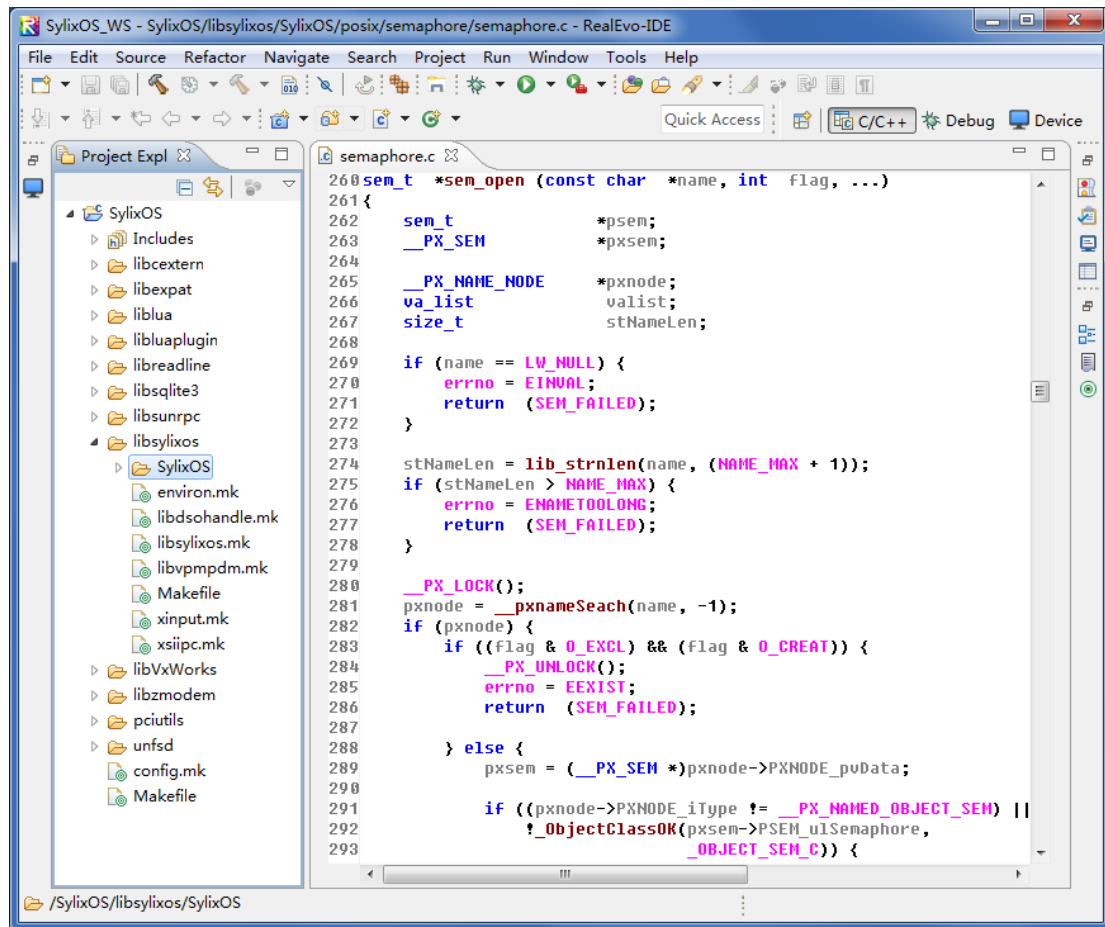 SylixOS_WS - SylixOS/libsylixos/SylixOS/posix/semaphore/semaphore.c - RealEvo-IDE
File Edit Source Refactor Navigate Search Project Run Window Tools Help
Quick Access C/C++ Debug Device
Project Expl
semaphore.c
SylixOS
Includes
libcextern
libexpat
liblua
libluaplugin
libreadline
libsqlite3
libsunrpc
libsylixos
SylixOS
environ.mk
libdsohandle.mk
libsylixos.mk
libvpmpdm.mk
Makefile
xinput.mk
xsiipc.mk
libVxWorks
libzmodem
pciutils
unfsd
config.mk
Makefile
260 sem_t *sem_open (const char *name, int flag, ...)
261 {
262 sem_t *psem;
263 __PX_SEM *pxsem;
264
265 __PX_NAME_NODE *pxnode;
266 va_list valist;
267 size_t stNameLen;
268
269 if (name == LW_NULL) {
270 errno = EINVAL;
271 return (SEM_FAILED);
272 }
273
274 stNameLen = lib_strnlen(name, (NAME_MAX + 1));
275 if (stNameLen > NAME_MAX) {
276 errno = ENAMETOOLONG;
277 return (SEM_FAILED);
278 }
279
280 __PX_LOCK();
281 pxnode = __pxnameSeach(name, -1);
282 if (pxnode) {
283 if ((flag & O_EXCL) && (flag & O_CREAT)) {
284 __PX_UNLOCK();
285 errno = EEXIST;
286 return (SEM_FAILED);
287
288 } else {
289 pxsem = (__PX_SEM *)pxnode->PXNODE_pvData;
290
291 if ((pxnode->PXNODE_iType != __PX_NAMED_OBJECT_SEM) ||
292 !_ObjectClassOK(pxsem->PSEM_ulSemaphore,
293 _OBJECT_SEM_C)) {
/SylixOS/libsylixos/SylixOS